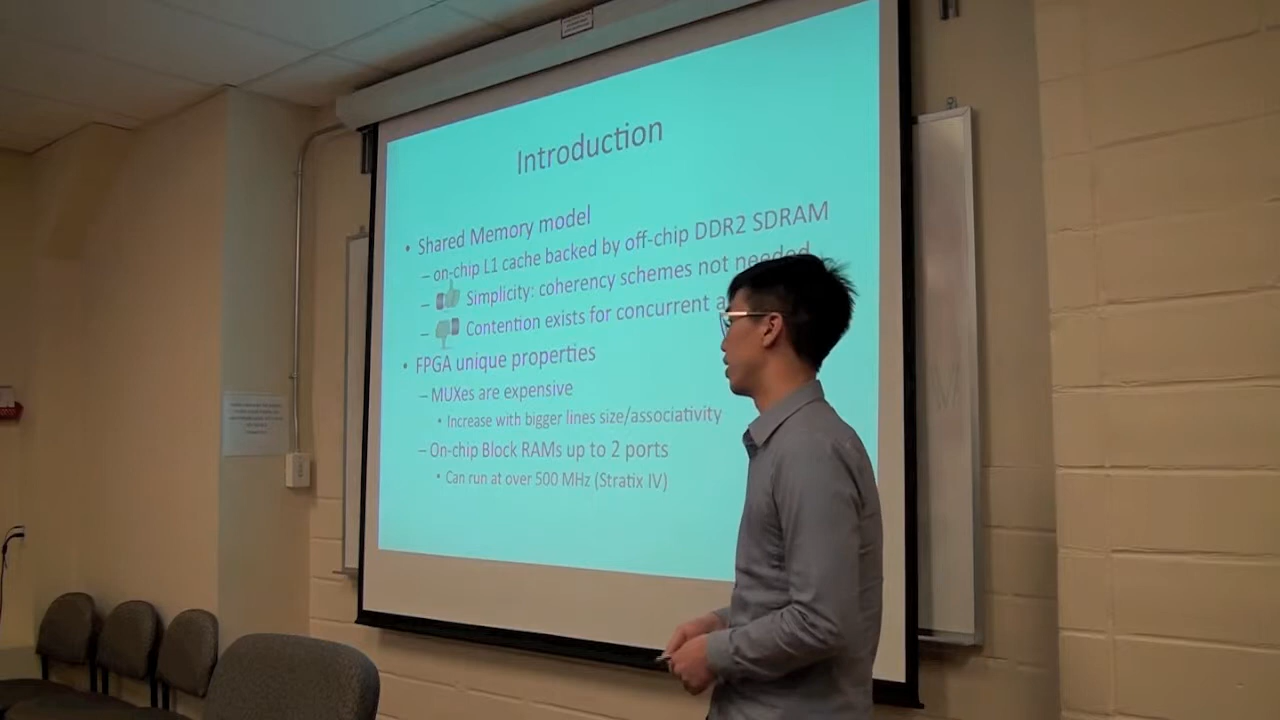 Introduction
• Shared Memory model
– on-chip L1 cache backed by off-chip DDR2 SDRAM
– Simplicity: coherency schemes not needed
– Contention exists for concurrent
• FPGA unique properties
– MUXes are expensive
• Increase with bigger lines size/associativity
– On-chip Block RAMs up to 2 ports
• Can run at over 500 MHz (Stratix IV)